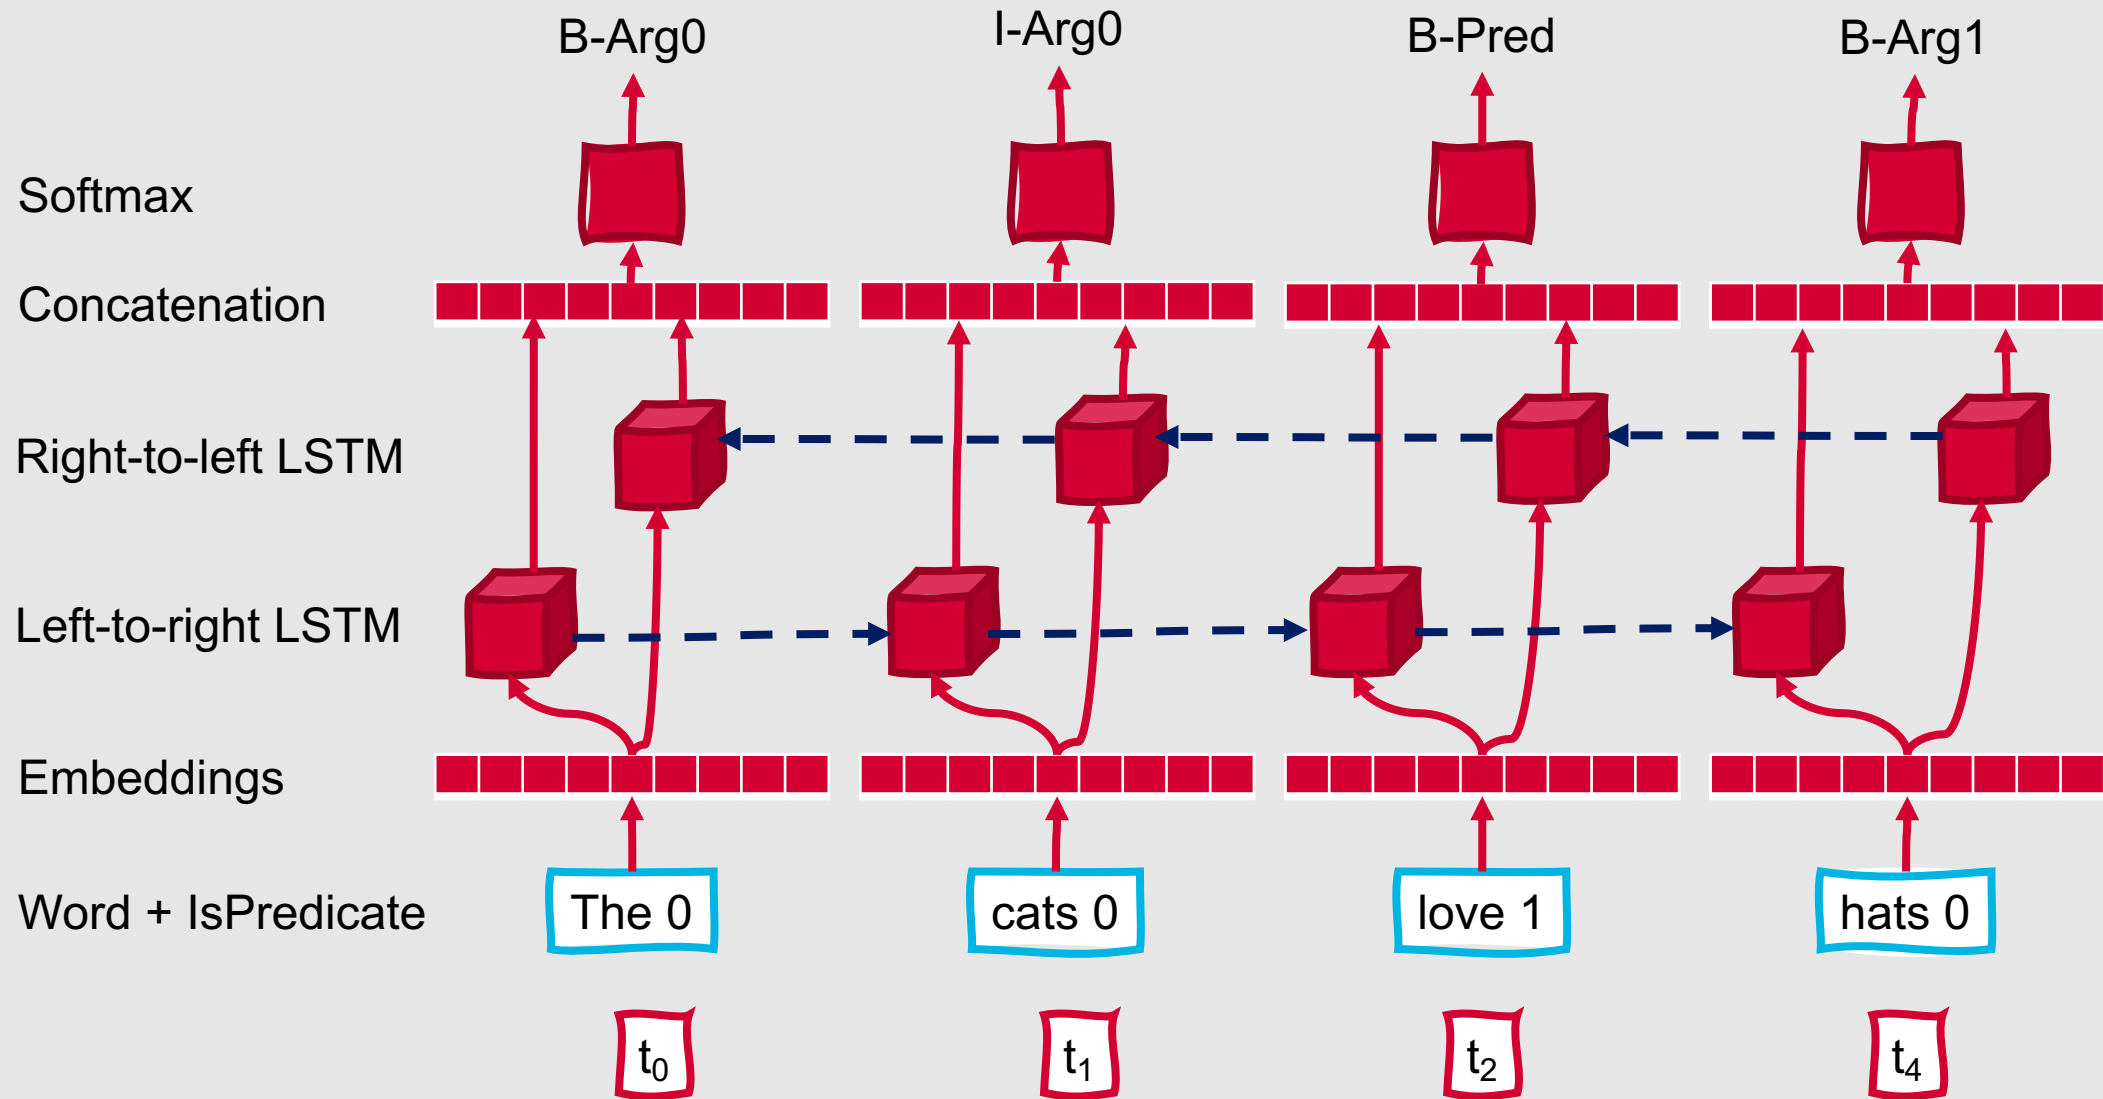 B-Arg0 I-Arg0 B-Pred B-Arg1
Softmax
Concatenation
Right-to-left LSTM
Left-to-right LSTM
Embeddings
Word + IsPredicate The 0 cats 0 love 1 hats 0
t₀ t₁ t₂ t₄